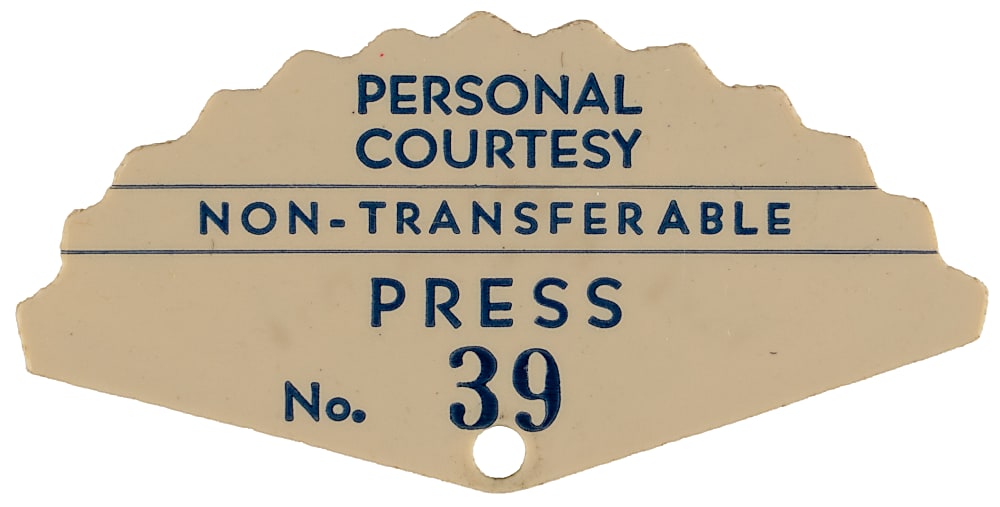 PERSONAL
COURTESY
NON-TRANSFERABLE
PRESS
No. 39